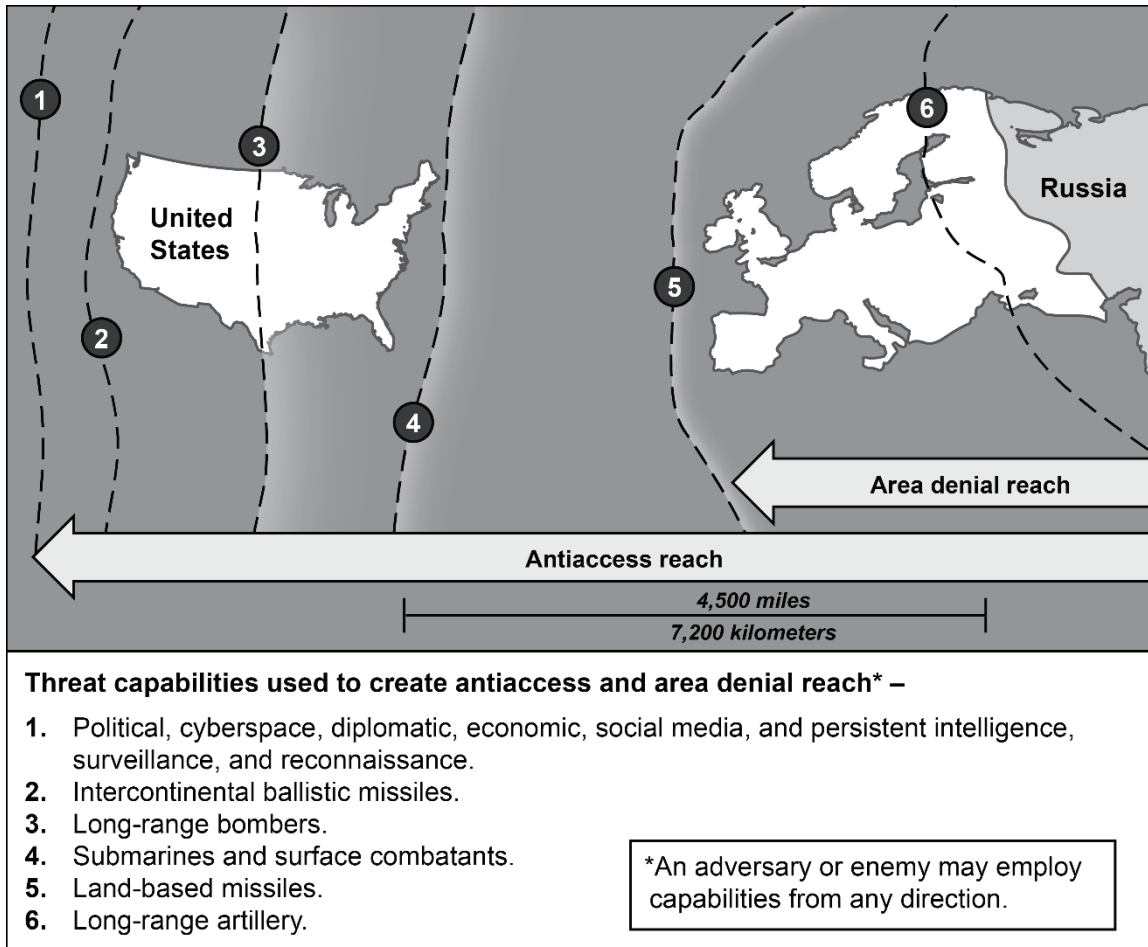 1
3
6
United
States
Russia
5
2
4
Area denial reach
Antiaccess reach
4,500 miles
7,200 kilometers
Threat capabilities used to create antiaccess and area denial reach* –
1. Political, cyberspace, diplomatic, economic, social media, and persistent intelligence,
surveillance, and reconnaissance.
2. Intercontinental ballistic missiles.
3. Long-range bombers.
4. Submarines and surface combatants.
5. Land-based missiles.
6. Long-range artillery.
*An adversary or enemy may employ
capabilities from any direction.